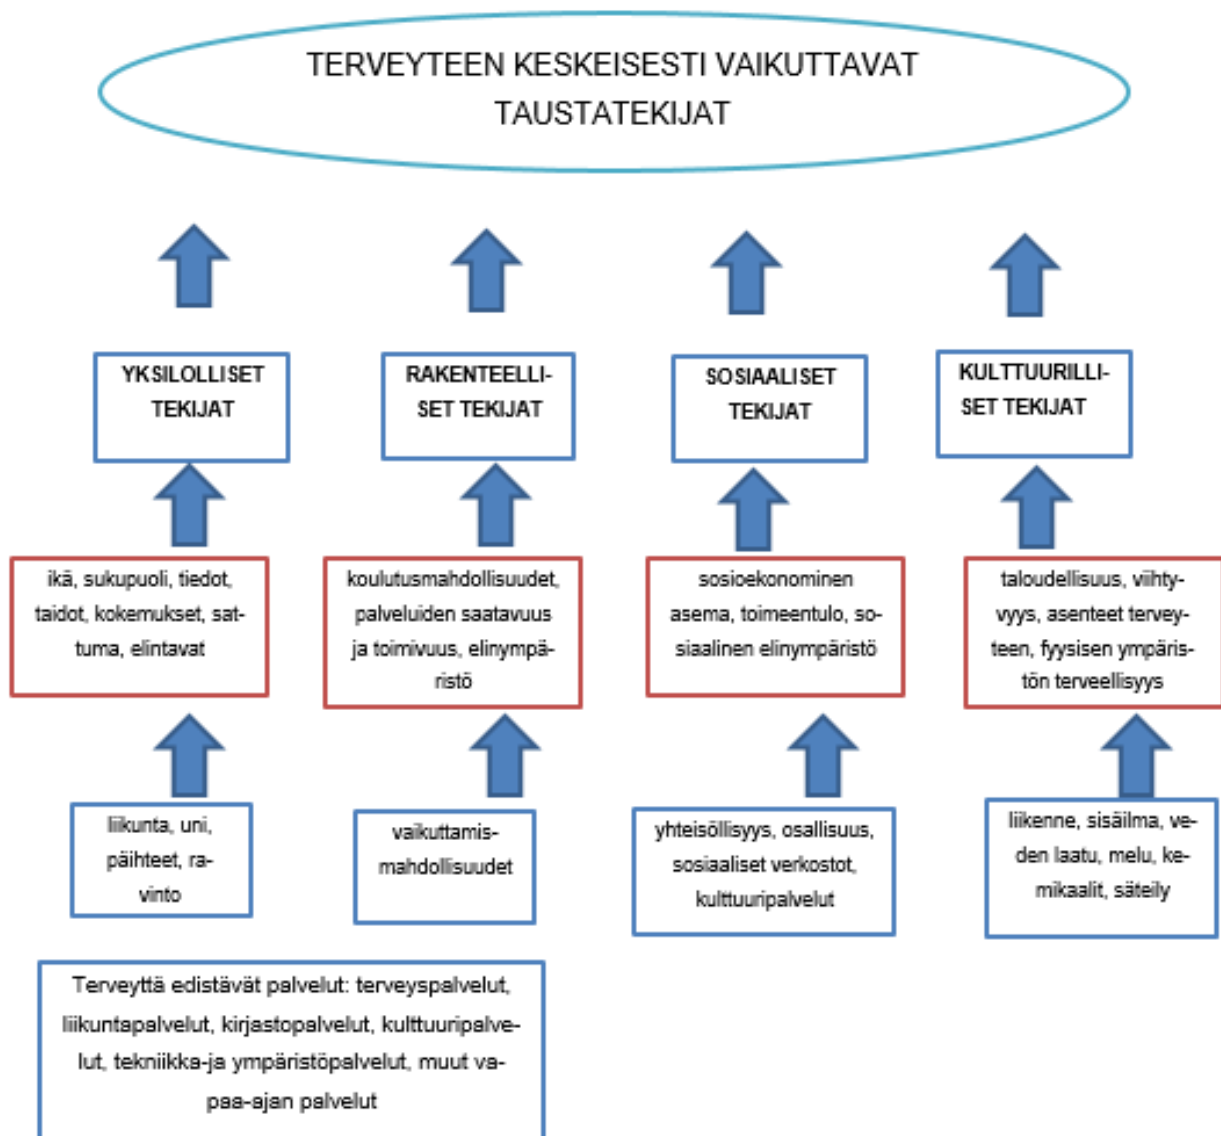 TERVEYTEEN KESKEISESTI VAIKUTTAVAT
TAUSTATEKIJAT
YKSILOLLISET
TEKIJAT
RAKENTEELLI-
SET TEKIJAT
SOSIAALISET
TEKIJAT
KULTTUURILLI-
SET TEKIJAT
ikä, sukupuoli, tiedot,
taidot, kokemukset, sat-
tuma, elintavat
koulutusmahdollisuudet,
palveluiden saatavuus
ja toimivuus, elinympä-
ristö
sosioekonominen
asema, toimeentulo, so-
siaalinen elinympäristö
taloudellisuus, viihty-
vyys, asenteet tervey-
teen, fyysisen ympäris-
tön terveellisyys
liikunta, uni,
päihteet, ra-
vinto
vaikuttamis-
mahdollisuudet
yhteisöllisyys, osallisuus,
sosiaaliset verkostot,
kulttuuripalvelut
liikenne, sisäilma, ve-
den laatu, melu, ke-
mikaalit, säteily
Terveyttä edistävät palvelut: terveyspalvelut,
liikuntapalvelut, kirjastopalvelut, kulttuuripalve-
lut, tekniikka-ja ympäristöpalvelut, muut va-
paa-ajan palvelut